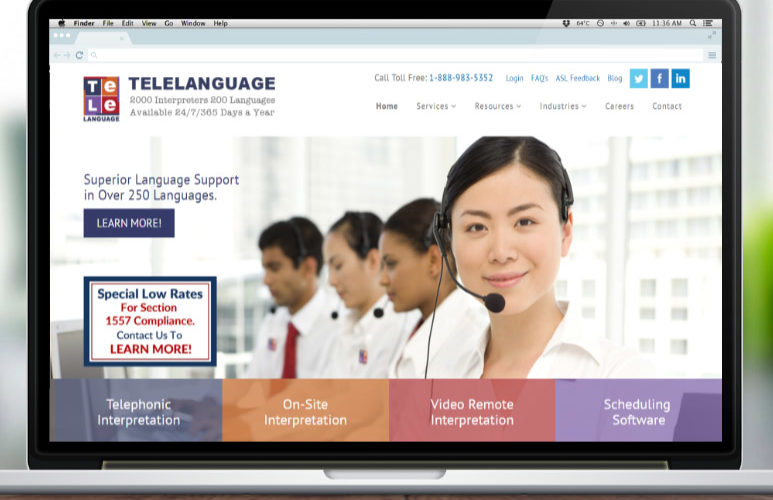 Finder File Edit View Go Window Help
64°C 11:36 AM
Te
Le
LANGUAGE
TELELANGUAGE
2000 Interpreters 200 Languages
Available 24/7/365 Days a Year
Call Toll Free: 1-888-983-5352 Login FAQ's ASL Feedback Blog
Home Services Resources Industries Careers Contact
Superior Language Support
in Over 250 Languages.
LEARN MORE!
Special Low Rates
For Section
1557 Compliance.
Contact Us To
LEARN MORE!
Telephonic
Interpretation
On-Site
Interpretation
Video Remote
Interpretation
Scheduling
Software